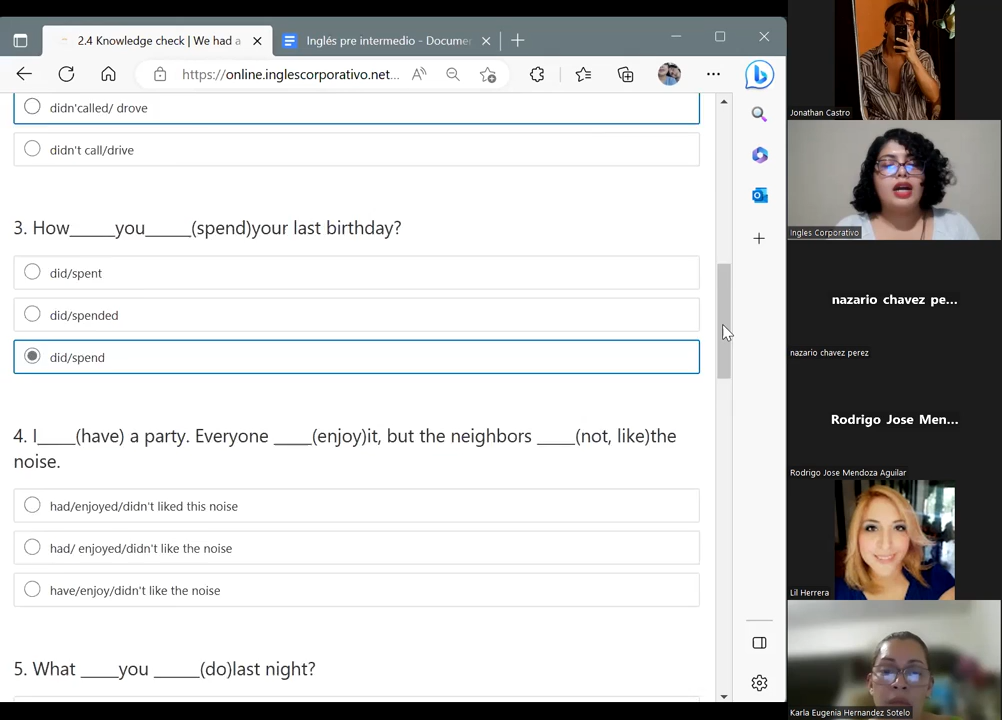 2.4 Knowledge check | We had a
Inglés pre intermedio - Docume
https://online.inglescorporativo.net...
didn'called/ drove
didn't call/drive
3. How_____you_____(spend)your last birthday?
did/spent
did/spended
did/spend
4. I____(have) a party. Everyone ____(enjoy)it, but the neighbors ____(not, like)the
noise.
had/enjoyed/didn't liked this noise
had/ enjoyed/didn't like the noise
have/enjoy/didn't like the noise
5. What ____you _____(do)last night?
Jonathan Castro
Ingles Corporativo
nazario chavez pe...
nazario chavez perez
Rodrigo Jose Men...
Rodrigo Jose Mendoza Aguilar
Lil Herrera
Karla Eugenia Hernandez Sotelo